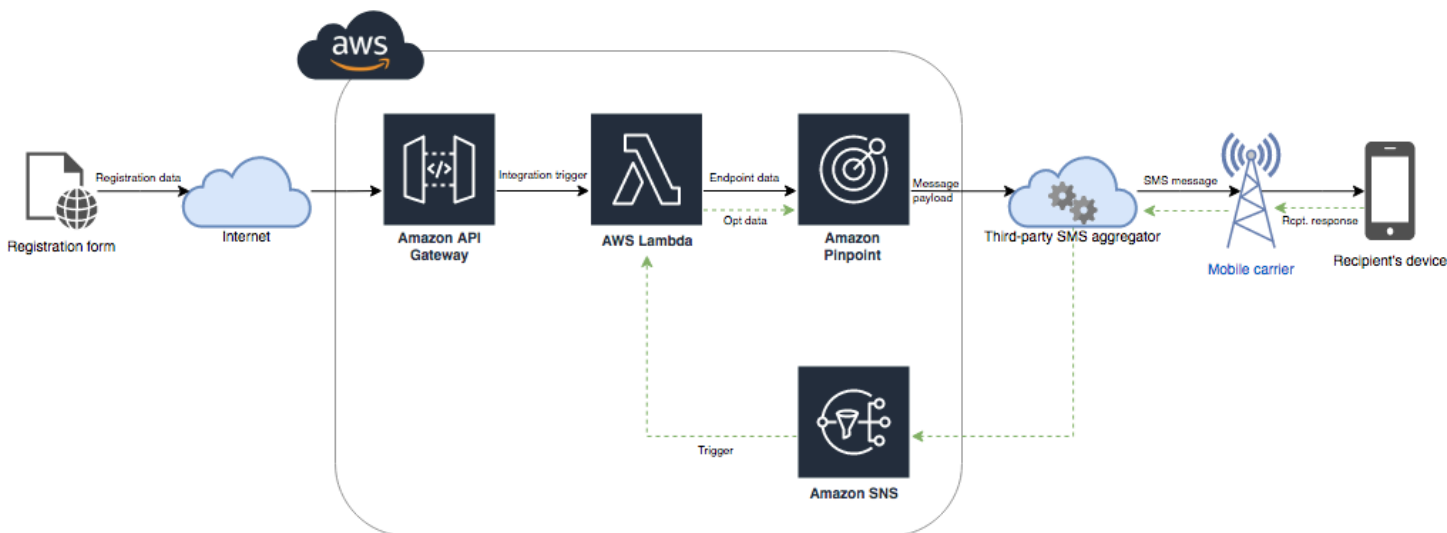 aws
Registration data
Registration form
Internet
Integration trigger
Amazon API
Gateway
AWS Lambda
Endpoint data
Opt data
Amazon
Pinpoint
Message
payload
Third-party SMS aggregator
SMS message
Rcpt. response
Mobile carrier
Recipient's device
Trigger
Amazon SNS